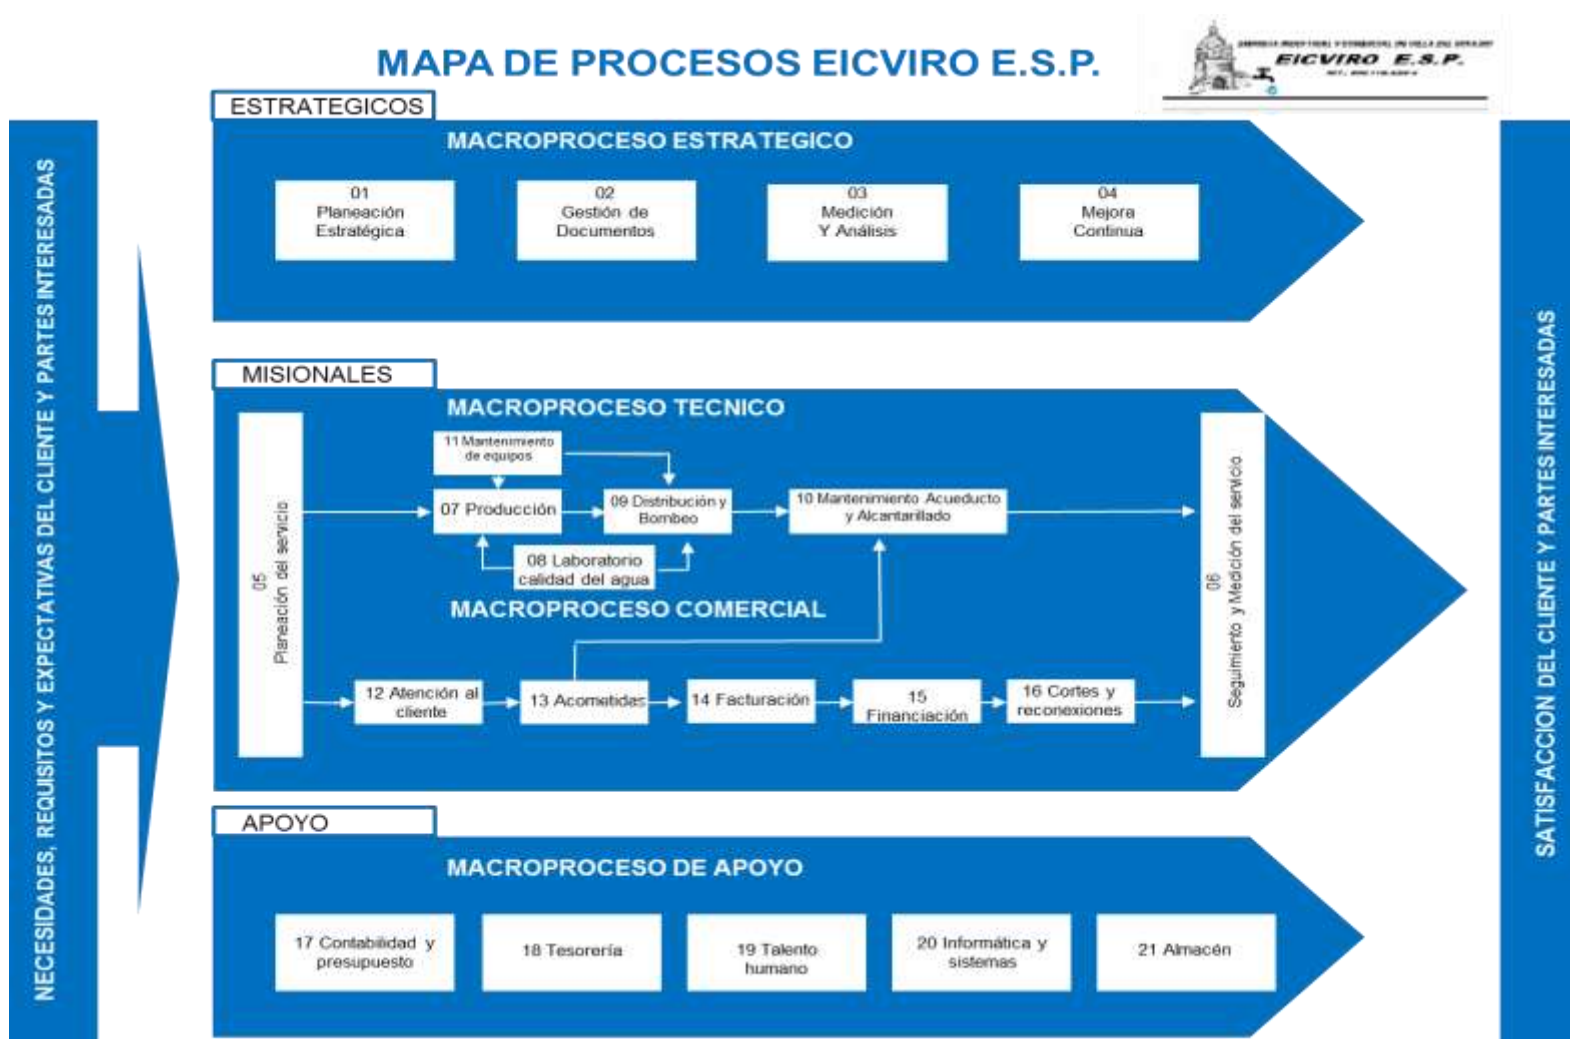 MAPA DE PROCESOS EICVIRO E.S.P.
EICVIRO E.S.P.
NECESIDADES, REQUISITOS Y EXPECTATIVAS DEL CLIENTE Y PARTES INTERESADAS
ESTRATEGICOS
MACROPROCESO ESTRATEGICO
01
Planeación
Estratégica
02
Gestión de
Documentos
03
Medición
Y Análisis
04
Mejora
Continua
MISIONALES
MACROPROCESO TECNICO
05
Planeación del servicio
11 Mantenimiento
de equipos
07 Producción
09 Distribución y
Bombeo
10 Mantenimiento Acueducto
y Alcantarillado
08 Laboratorio
calidad del agua
MACROPROCESO COMERCIAL
12 Atención al
cliente
13 Acometidas
14 Facturación
15
Financiación
16 Cortes y
reconexiones
06
Seguimiento y Medición del servicio
APOYO
MACROPROCESO DE APOYO
17 Contabilidad y
presupuesto
18 Tesorería
19 Talento
humano
20 Informática y
sistemas
21 Almacén
SATISFACCION DEL CLIENTE Y PARTES INTERESADAS